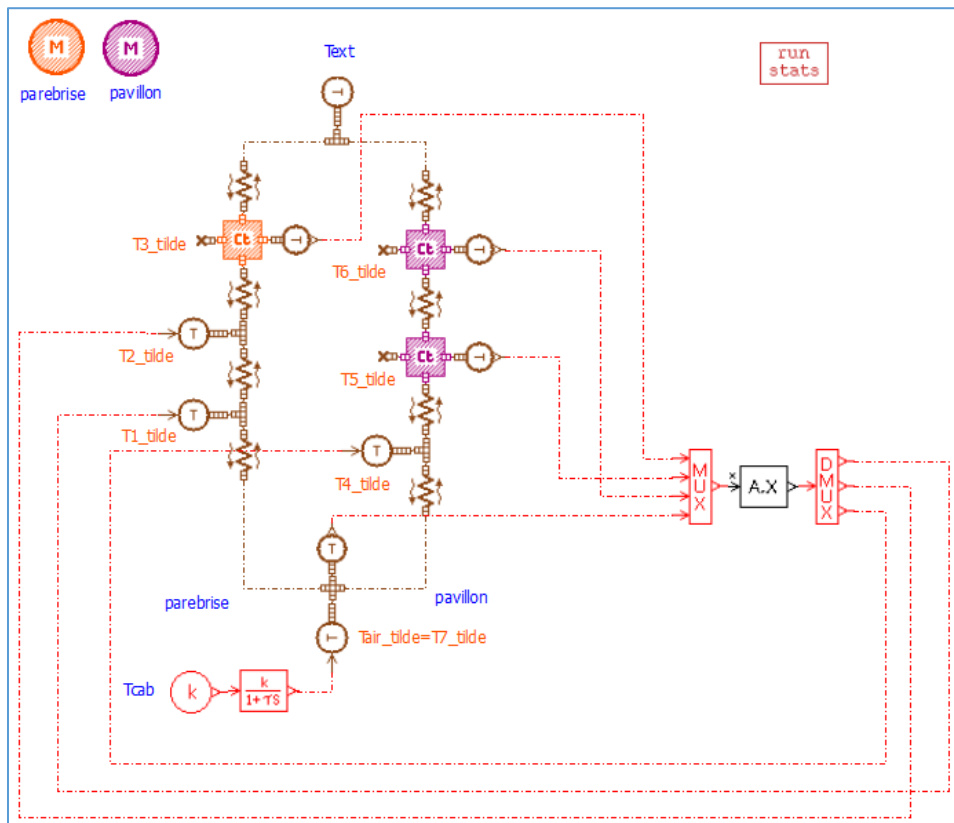 M
M
parebrise
pavillon
Text
run
stats
T
Ct
T
T3_tilde
Ct
T
T6_tilde
T
T2_tilde
Ct
T
T5_tilde
T
T1_tilde
T
T4_tilde
MUX
x
A.X
DMUX
T
parebrise
pavillon
T
Tair_tilde=T7_tilde
Tcab
k
k
1+τs